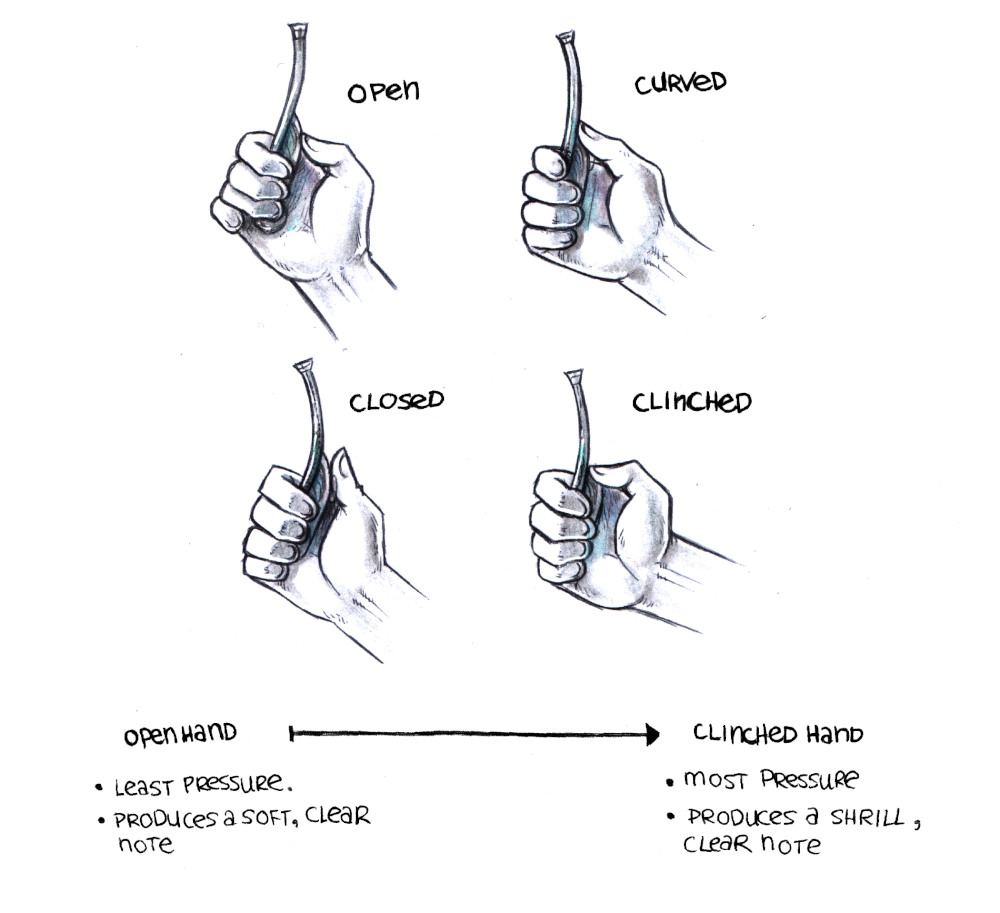 OPen
CURVeD
CLOSeD
CLInCHeD
OPen HanD
CLInCHeD HanD
• LeaST PReSSURe.
• MOST PReSSURe
• PRODUCeS a SOFT, CLeaR
nOTe
• PRODUCeS a SHRILL,
CLeaR nOTe